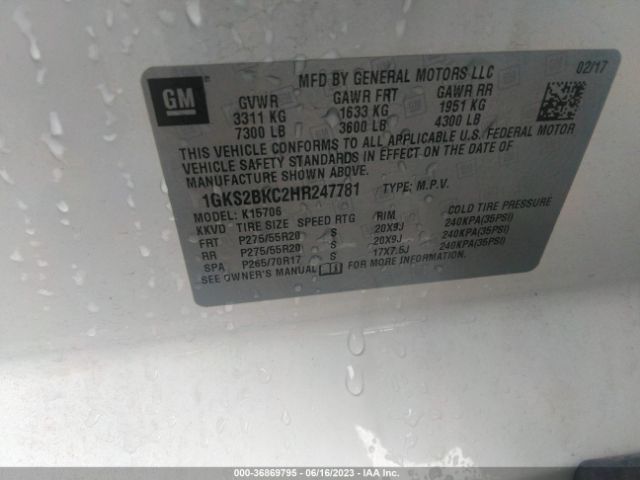 GM
MFD BY GENERAL MOTORS LLC
02/17
GVWR GAWR FRT GAWR RR
3311 KG 1633 KG 1951 KG
7300 LB 3600 LB 4300 LB
THIS VEHICLE CONFORMS TO ALL APPLICABLE U.S. FEDERAL MOTOR
VEHICLE SAFETY STANDARDS IN EFFECT ON THE DATE OF
MANUFACTURE SHOWN ABOVE.
1GKS2BKC2HR247781 TYPE: M.P.V.
MODEL: K15706
KKVD TIRE SIZE SPEED RTG RIM COLD TIRE PRESSURE
FRT P275/55R20 S 20X9J 240KPA(35PSI)
RR P275/55R20 S 20X9J 240KPA(35PSI)
SPA P265/70R17 S 17X7.5J 240KPA(35PSI)
SEE OWNER'S MANUAL FOR MORE INFORMATION.
000-36869795 - 06/16/2023 - IAA Inc.